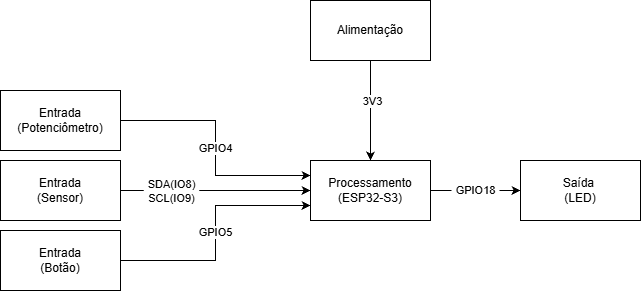 Alimentação
3V3
Entrada
(Potenciômetro)
GPIO4
Entrada
(Sensor)
SDA(IO8)
SCL(IO9)
Processamento
(ESP32-S3)
GPIO18
Saída
(LED)
GPIO5
Entrada
(Botão)